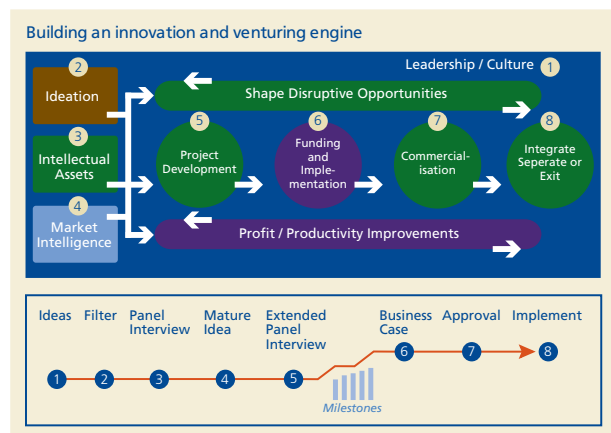 Building an innovation and venturing engine
Leadership / Culture 1
2
Ideation
Shape Disruptive Opportunities
3
Intellectual
Assets
4
Market
Intelligence
5
Project
Development
6
Funding
and
Imple-
mentation
7
Commercial-
isation
8
Integrate
Seperate or
Exit
Profit / Productivity Improvements
Ideas
Filter
Panel
Interview
Mature
Idea
Extended
Panel
Interview
Business
Case
Approval
Implement
1
2
3
4
5
6
7
8
Milestones